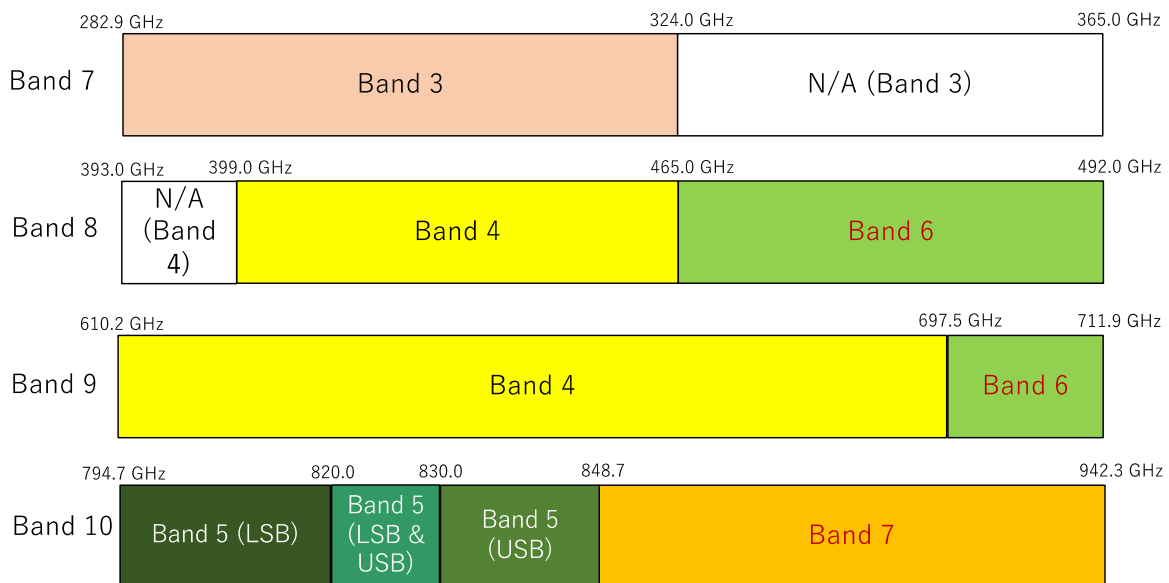 282.9 GHz 324.0 GHz 365.0 GHz
Band 7 Band 3 N/A (Band 3)
393.0 GHz 399.0 GHz 465.0 GHz 492.0 GHz
Band 8
N/A
(Band
4)
Band 4
Band 6
610.2 GHz 697.5 GHz 711.9 GHz
Band 9 Band 4 Band 6
794.7 GHz 820.0 830.0 848.7 942.3 GHz
Band 10
Band 5 (LSB)
Band 5
(LSB &
USB)
Band 5
(USB)
Band 7